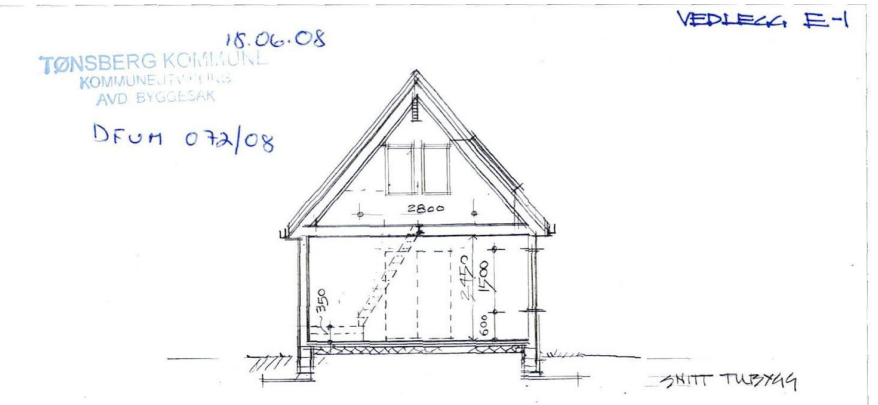 VEDLEGG E-1
18.06.08
TØNSBERG KOMMUNE
KOMMUNEUTVIKLING
AVD BYGGESAK
DFUM 072/08
2800
2450
1500
350
600
SNITT TILBYGG